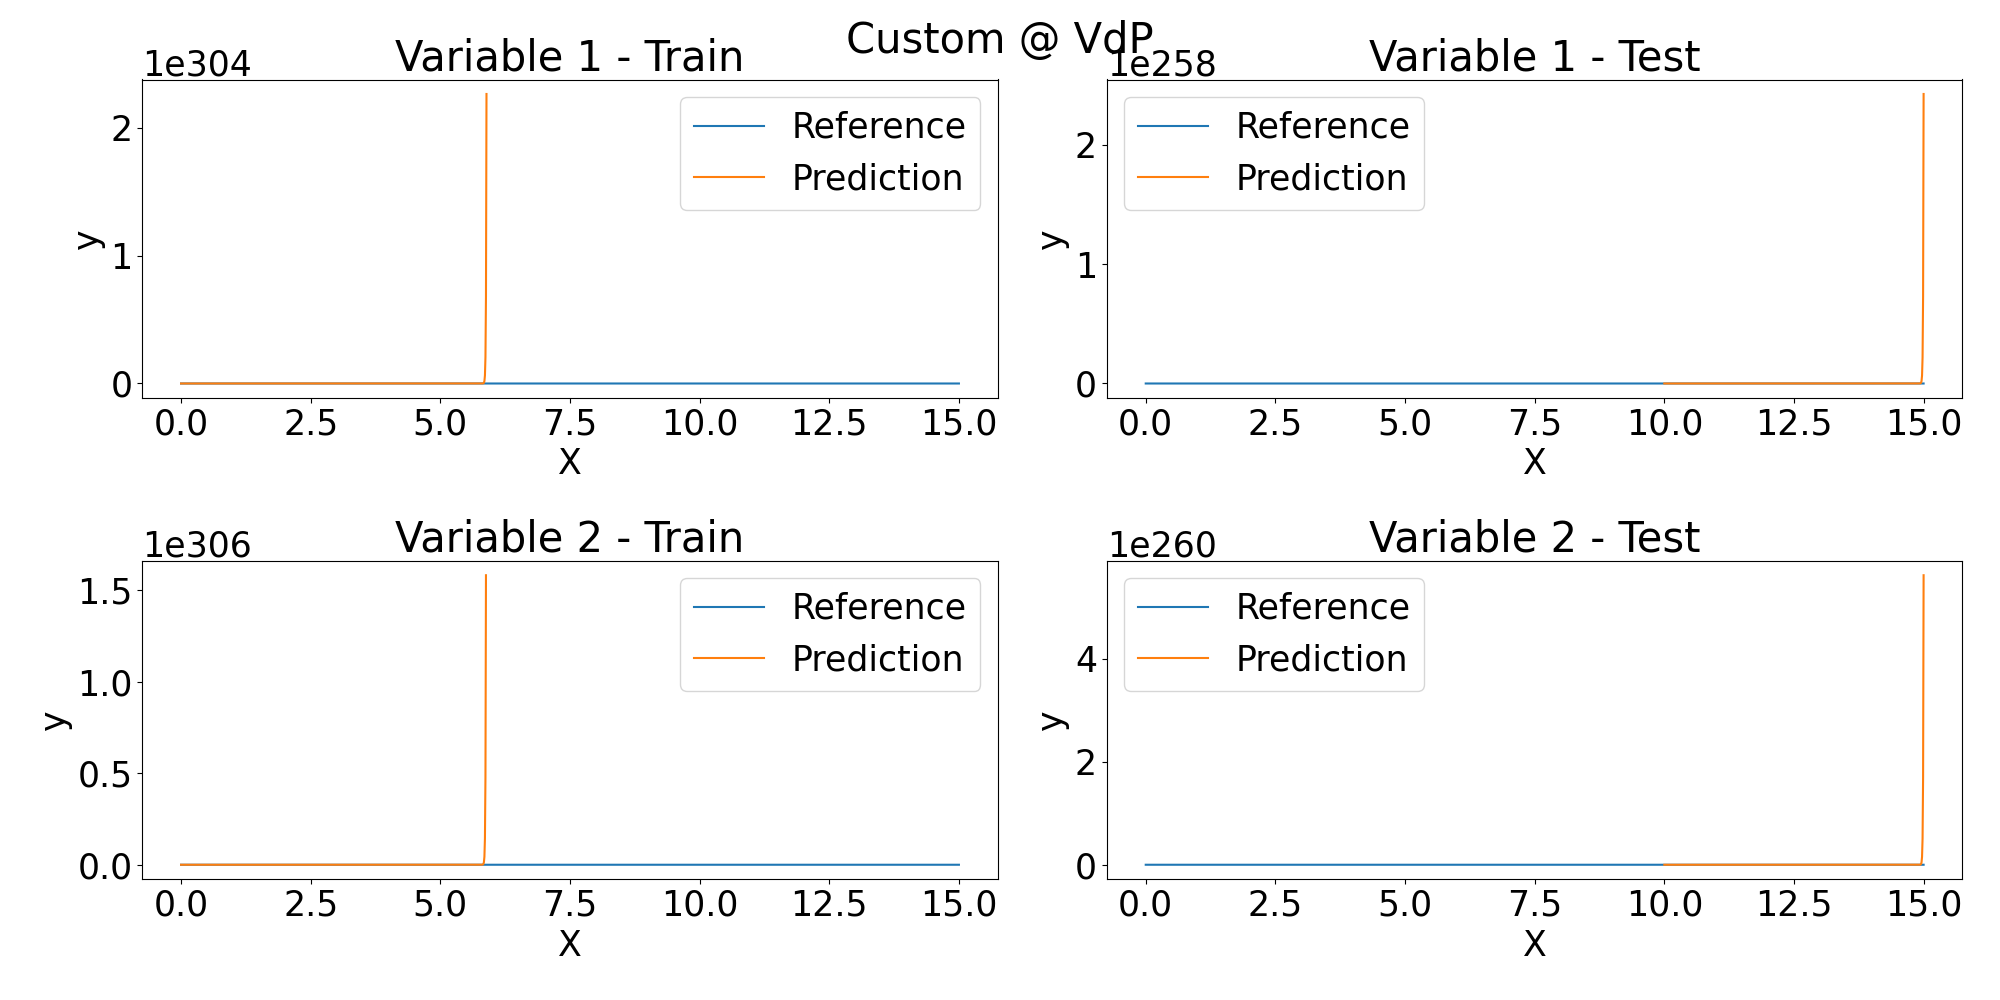 Custom @ VdP
Variable 1 - Train
1e304
2
1
0
y
Reference
Prediction
0.0 2.5 5.0 7.5 10.0 12.5 15.0
X
Variable 1 - Test
1e258
2
1
0
y
Reference
Prediction
0.0 2.5 5.0 7.5 10.0 12.5 15.0
X
Variable 2 - Train
1e306
1.5
1.0
0.5
0.0
y
Reference
Prediction
0.0 2.5 5.0 7.5 10.0 12.5 15.0
X
Variable 2 - Test
1e260
4
2
0
y
Reference
Prediction
0.0 2.5 5.0 7.5 10.0 12.5 15.0
X